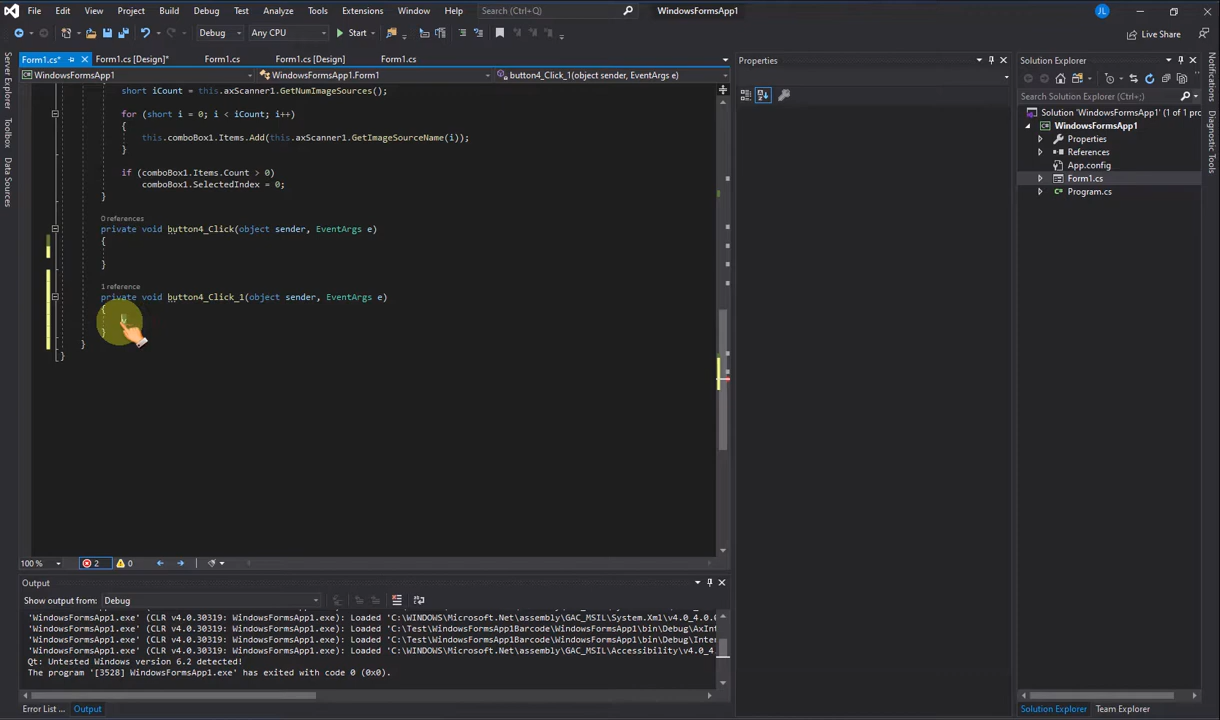 File Edit View Project Build Debug Test Analyze Tools Extensions Window Help Search (Ctrl+Q) WindowsFormsApp1 JL
Debug Any CPU Start Live Share
Form1.cs* Form1.cs [Design]* Form1.cs Form1.cs [Design] Form1.cs
WindowsFormsApp1 WindowsFormsApp1.Form1 button4_Click_1(object sender, EventArgs e)
short iCount = this.axScanner1.GetNumImageSources();
for (short i = 0; i < iCount; i++)
{
this.comboBox1.Items.Add(this.axScanner1.GetImageSourceName(i));
}
if (comboBox1.Items.Count > 0)
comboBox1.SelectedIndex = 0;
}
0 references
private void button4_Click(object sender, EventArgs e)
{
}
1 reference
private void button4_Click_1(object sender, EventArgs e)
{
}
}
}
100 % 2 0
Output
Show output from: Debug
'WindowsFormsApp1.exe' (CLR v4.0.30319: WindowsFormsApp1.exe): Loaded 'C:\WINDOWS\Microsoft.Net\assembly\GAC_MSIL\System.Xml\v4.0_4.0.0
'WindowsFormsApp1.exe' (CLR v4.0.30319: WindowsFormsApp1.exe): Loaded 'C:\Test\WindowsFormsApp1Barcode\WindowsFormsApp1\bin\Debug\AxInt
'WindowsFormsApp1.exe' (CLR v4.0.30319: WindowsFormsApp1.exe): Loaded 'C:\Test\WindowsFormsApp1Barcode\WindowsFormsApp1\bin\Debug\Inter
'WindowsFormsApp1.exe' (CLR v4.0.30319: WindowsFormsApp1.exe): Loaded 'C:\WINDOWS\Microsoft.Net\assembly\GAC_MSIL\Accessibility\v4.0_4.
Qt: Untested Windows version 6.2 detected!
The program '[3528] WindowsFormsApp1.exe' has exited with code 0 (0x0).
Error List ... Output
Server Explorer
Toolbox
Data Sources
Properties
Solution Explorer
Search Solution Explorer (Ctrl+;)
Solution 'WindowsFormsApp1' (1 of 1 pro
WindowsFormsApp1
Properties
References
App.config
Form1.cs
Program.cs
Solution Explorer Team Explorer
Notifications
Diagnostic Tools